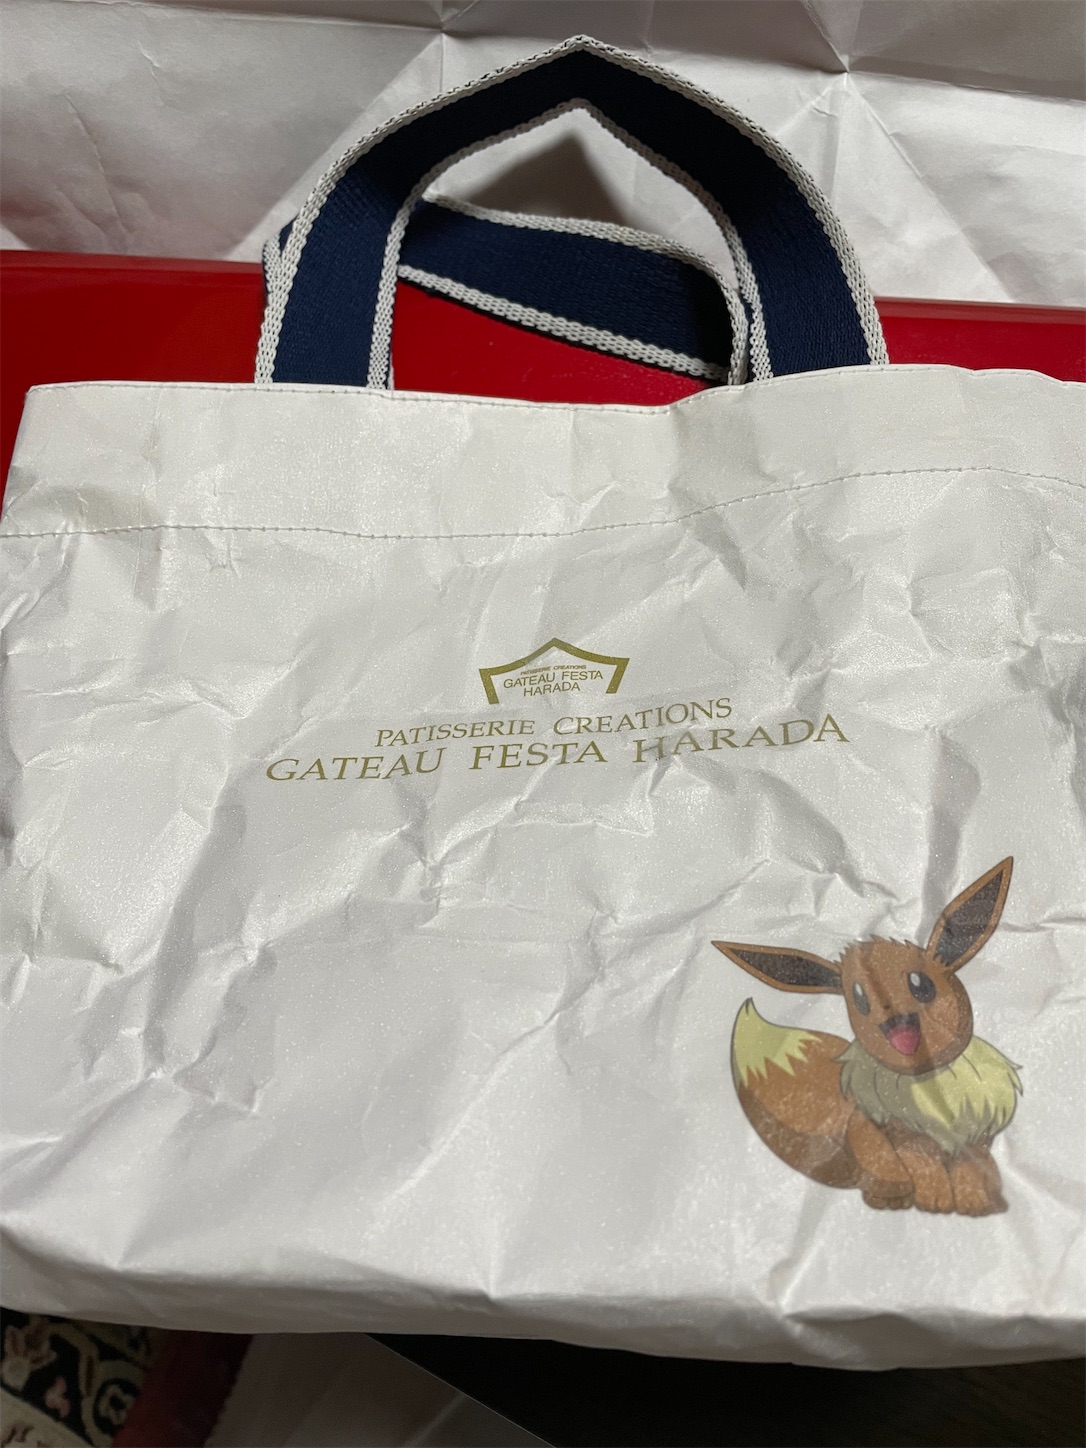 PATISSERIE CREATIONS
GATEAU FESTA
HARADA
PATISSERIE CREATIONS
GATEAU FESTA HARADA